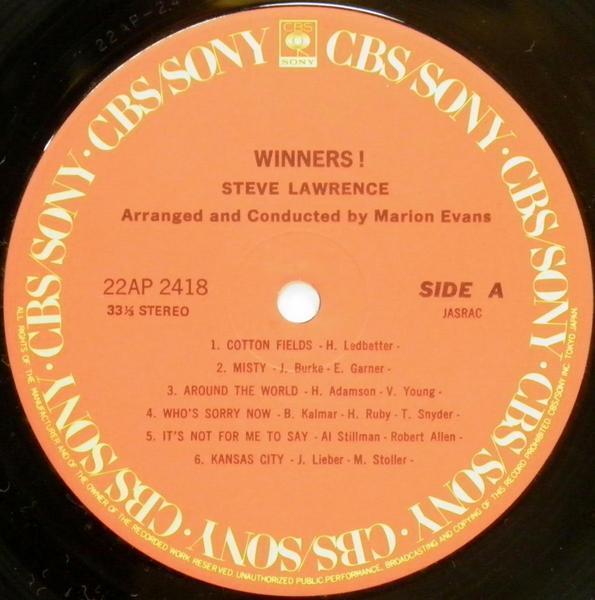 CBS
SONY
CBS/SONY · CBS/SONY · CBS/SONY · CBS/SONY · CBS/SONY · CBS/SONY · CBS/SONY · CBS/SONY
WINNERS!
STEVE LAWRENCE
Arranged and Conducted by Marion Evans
22AP 2418
SIDE A
33⅓ STEREO
JASRAC
1. COTTON FIELDS - H. Ledbetter -
2. MISTY - J. Burke - E. Garner -
3. AROUND THE WORLD - H. Adamson - V. Young -
4. WHO'S SORRY NOW - B. Kalmar - H. Ruby - T. Snyder -
5. IT'S NOT FOR ME TO SAY - Al Stillman - Robert Allen -
6. KANSAS CITY - J. Lieber - M. Stoller -
ALL RIGHTS OF THE MANUFACTURER AND OF THE OWNER OF THE RECORDED WORK RESERVED UNAUTHORIZED PUBLIC PERFORMANCE, BROADCASTING AND COPYING OF THIS RECORD PROHIBITED. CBS/SONY INC. TOKYO JAPAN.